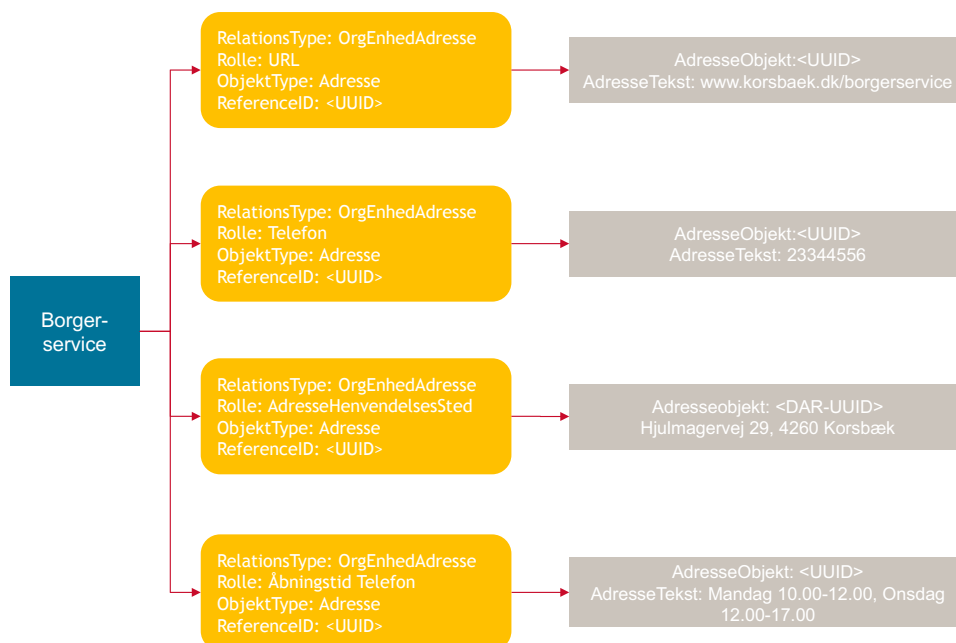 RelationsType: OrgEnhedAdresse
Rolle: URL
ObjektType: Adresse
ReferenceID: <UUID>
AdresseObjekt:<UUID>
AdresseTekst: www.korsbaek.dk/borgerservice
RelationsType: OrgEnhedAdresse
Rolle: Telefon
ObjektType: Adresse
ReferenceID: <UUID>
AdresseObjekt:<UUID>
AdresseTekst: 23344556
Borger-
service
RelationsType: OrgEnhedAdresse
Rolle: AdresseHenvendelsesSted
ObjektType: Adresse
ReferenceID: <UUID>
Adresseobjekt: <DAR-UUID>
Hjulmagervej 29, 4260 Korsbæk
RelationsType: OrgEnhedAdresse
Rolle: Åbningstid Telefon
ObjektType: Adresse
ReferenceID: <UUID>
AdresseObjekt: <UUID>
AdresseTekst: Mandag 10.00-12.00, Onsdag
12.00-17.00